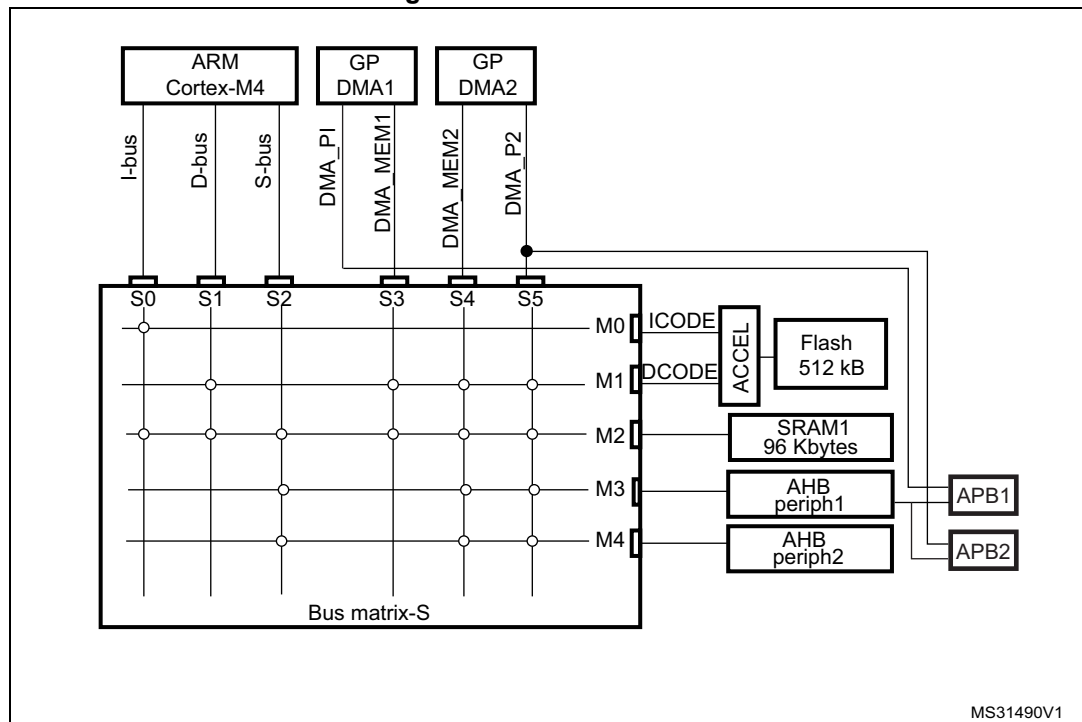 g
ARM
Cortex-M4
GP
DMA1
GP
DMA2
I-bus
D-bus
S-bus
DMA_PI
DMA_MEM1
DMA_MEM2
DMA_P2
S0 S1 S2 S3 S4 S5
M0 ICODE
M1 DCODE
ACCEL
Flash
512 kB
M2
SRAM1
96 Kbytes
M3
AHB
periph1
APB1
M4
AHB
periph2
APB2
Bus matrix-S
MS31490V1